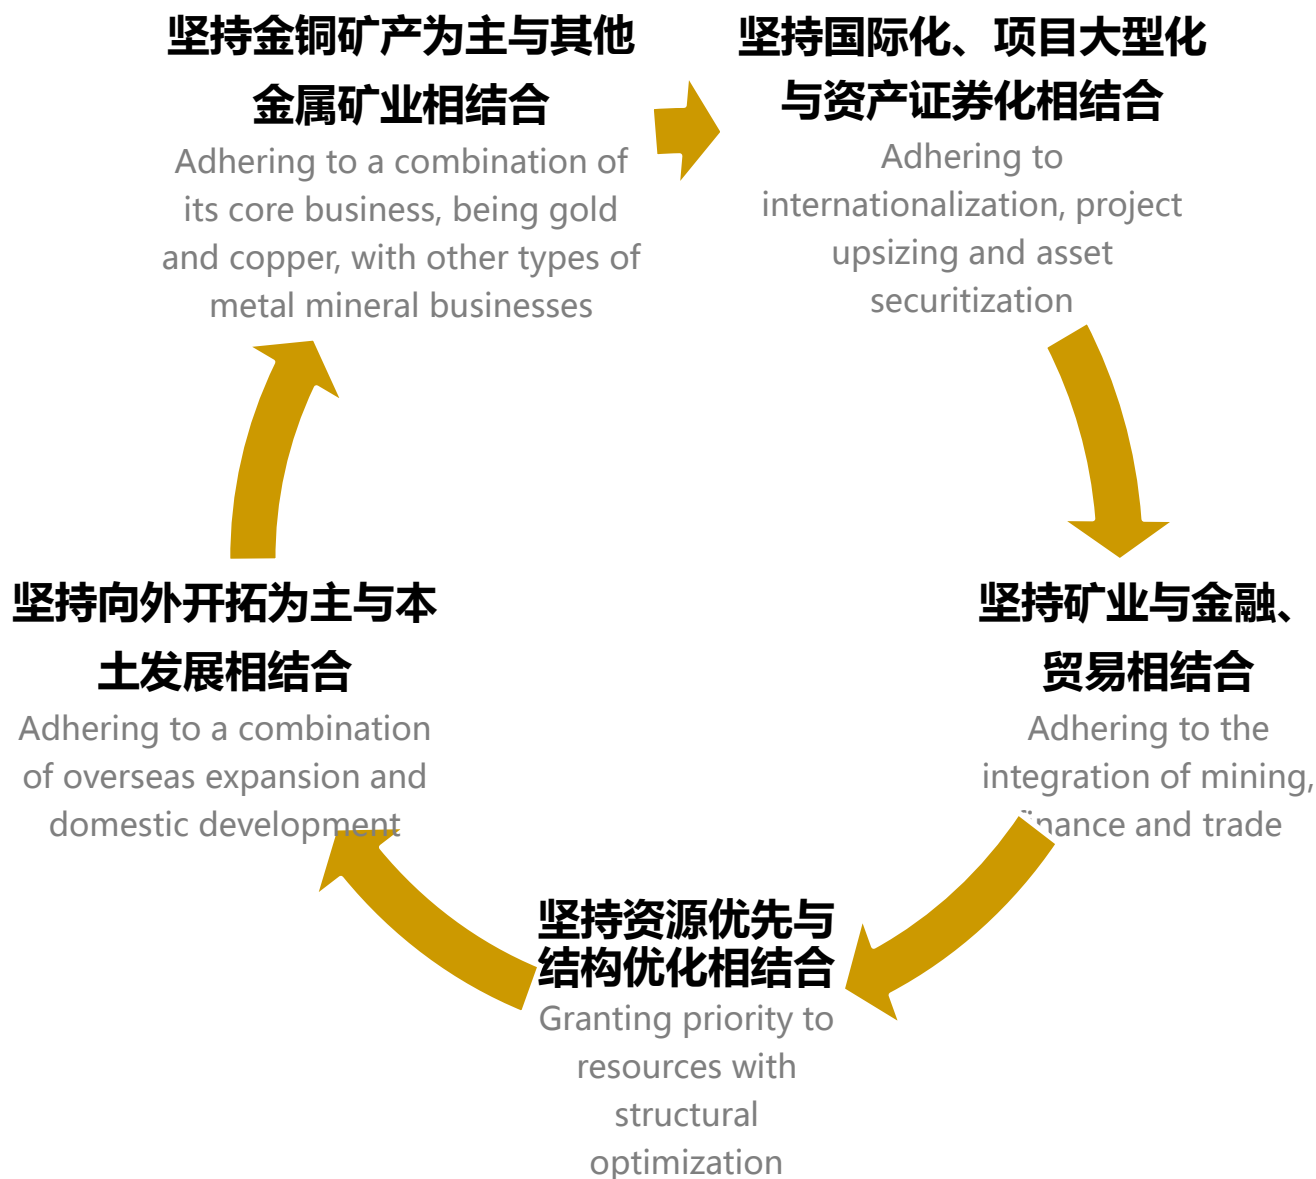 坚持金铜矿产为主与其他
金属矿业相结合
Adhering to a combination of
its core business, being gold
and copper, with other types of
metal mineral businesses
坚持国际化、项目大型化
与资产证券化相结合
Adhering to
internationalization, project
upsizing and asset
securitization
坚持矿业与金融、
贸易相结合
Adhering to the
integration of mining,
finance and trade
坚持资源优先与
结构优化相结合
Granting priority to
resources with
structural
optimization
坚持向外开拓为主与本
土发展相结合
Adhering to a combination
of overseas expansion and
domestic development